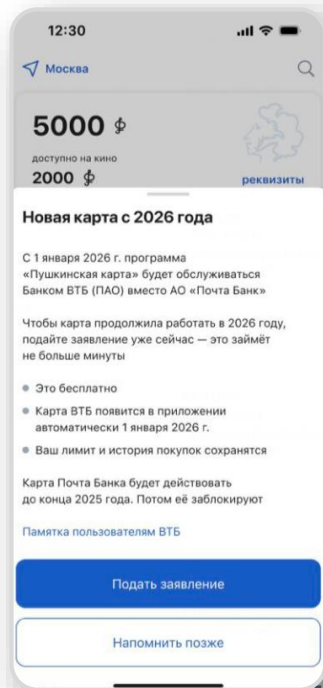 12:30
Москва
5000
доступно на кино
2000
реквизиты
Новая карта с 2026 года
С 1 января 2026 г. программа
«Пушкинская карта» будет обслуживаться
Банком ВТБ (ПАО) вместо АО «Почта Банк»
Чтобы карта продолжила работать в 2026 году,
подайте заявление уже сейчас — это займёт
не больше минуты
Это бесплатно
Карта ВТБ появится в приложении
автоматически 1 января 2026 г.
Ваш лимит и история покупок сохранятся
Карта Почта Банка будет действовать
до конца 2025 года. Потом её заблокируют
Памятка пользователям ВТБ
Подать заявление
Напомнить позже